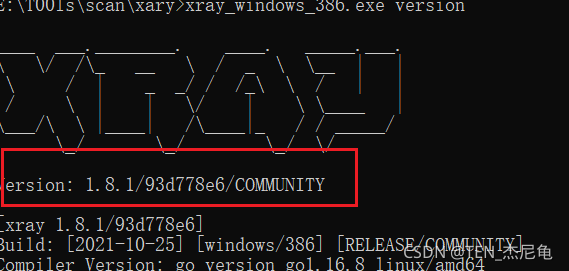 E:\TOOls\scan\xary>xray_windows_386.exe version
Version: 1.8.1/93d778e6/COMMUNITY
[xray 1.8.1/93d778e6]
Build: [2021-10-25] [windows/386] [RELEASE/COMMUNITY]
Compiler Version: go version go1.16.8 linux/amd64
CSDN @TEN_杰尼龟